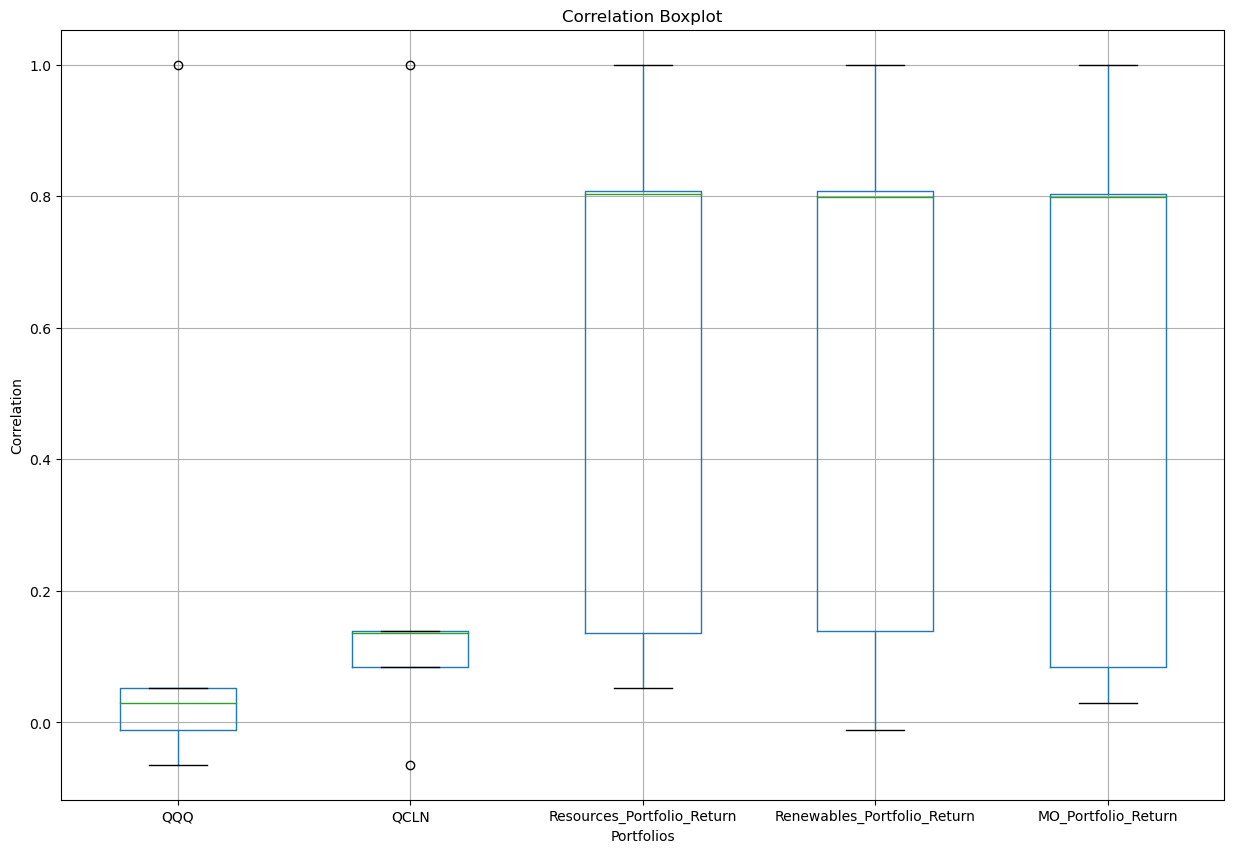 Correlation Boxplot
1.0
0.8
0.6
0.4
0.2
0.0
Correlation
QQQ QCLN Resources_Portfolio_Return Renewables_Portfolio_Return MO_Portfolio_Return
Portfolios